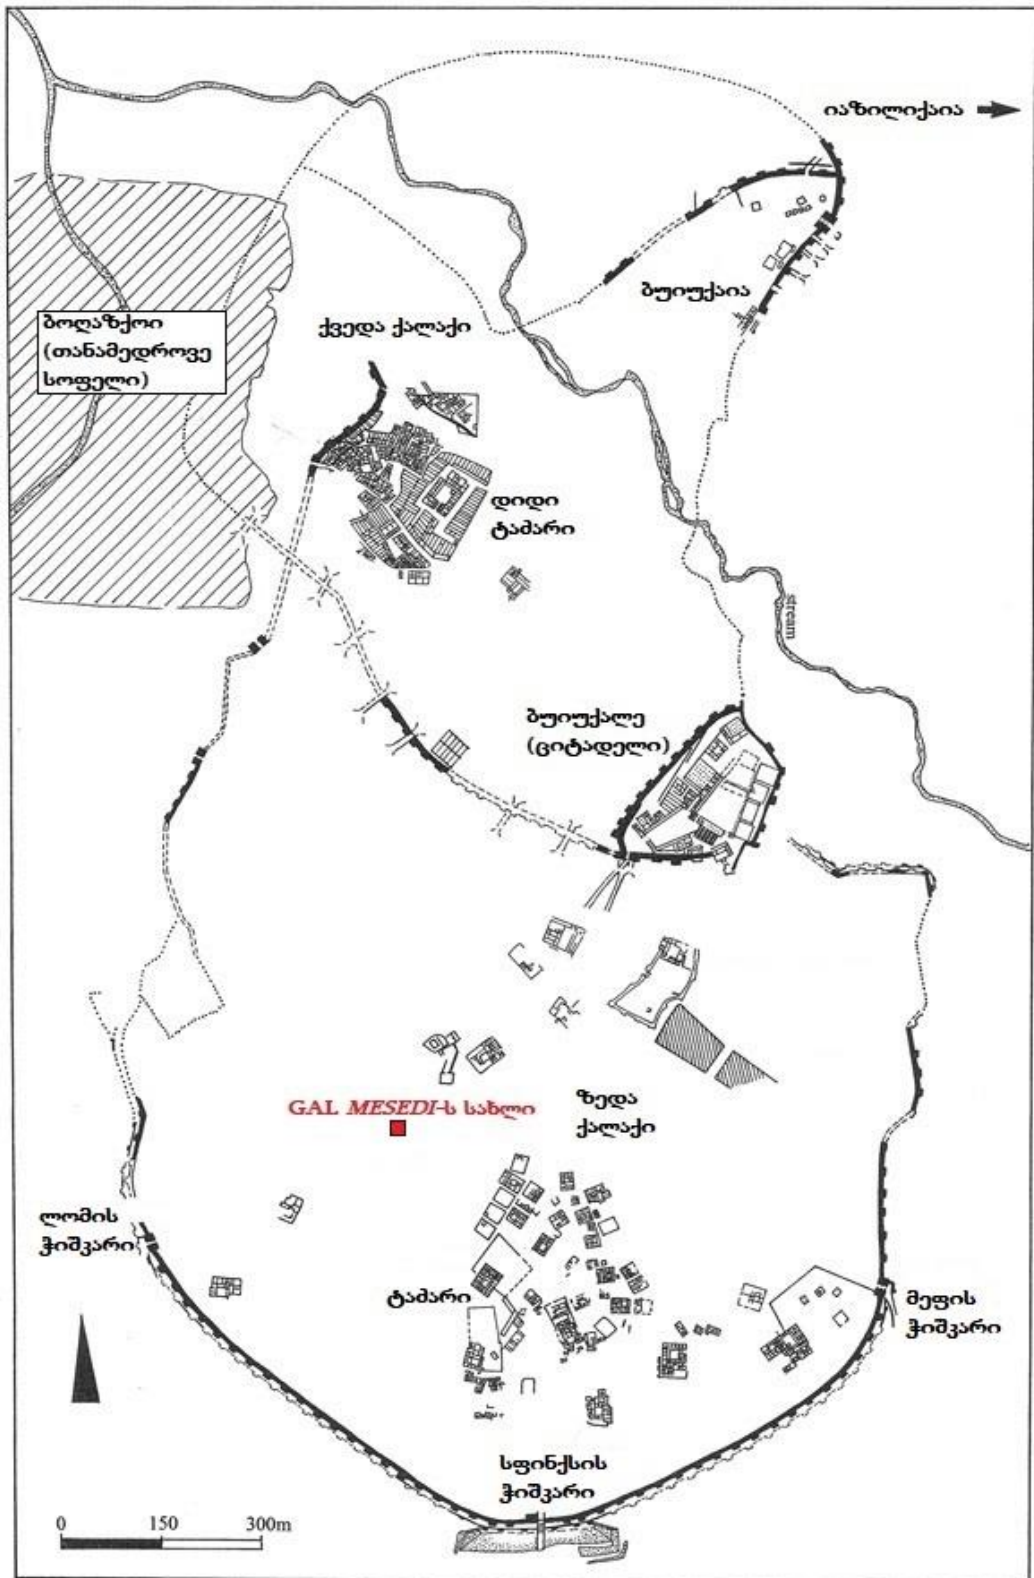 იაზილიქაია
ბუიუქაია
ბოღაზქოი
(თანამედროვე
სოფელი)
ქვედა ქალაქი
დიდი
ტაძარი
stream
ბუიუქალე
(ციტადელი)
GAL MESEDI-ს სახლი
ზედა
ქალაქი
ლომის
ჭიშკარი
ტაძარი
მეფის
ჭიშკარი
სფინქსის
ჭიშკარი
0 150 300m